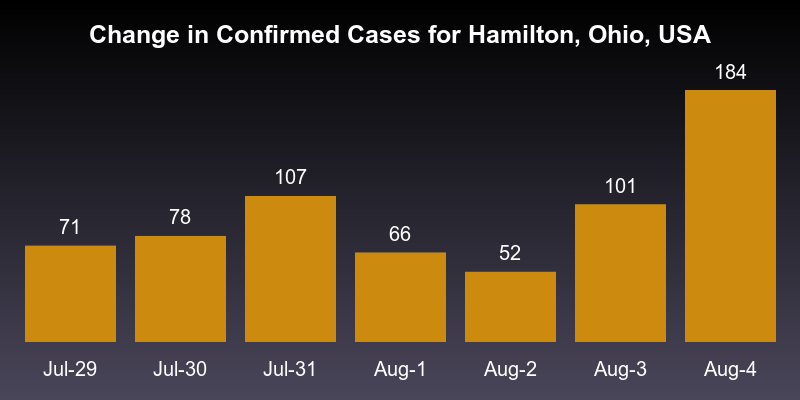 Change in Confirmed Cases for Hamilton, Ohio, USA
71 78 107 66 52 101 184
Jul-29 Jul-30 Jul-31 Aug-1 Aug-2 Aug-3 Aug-4